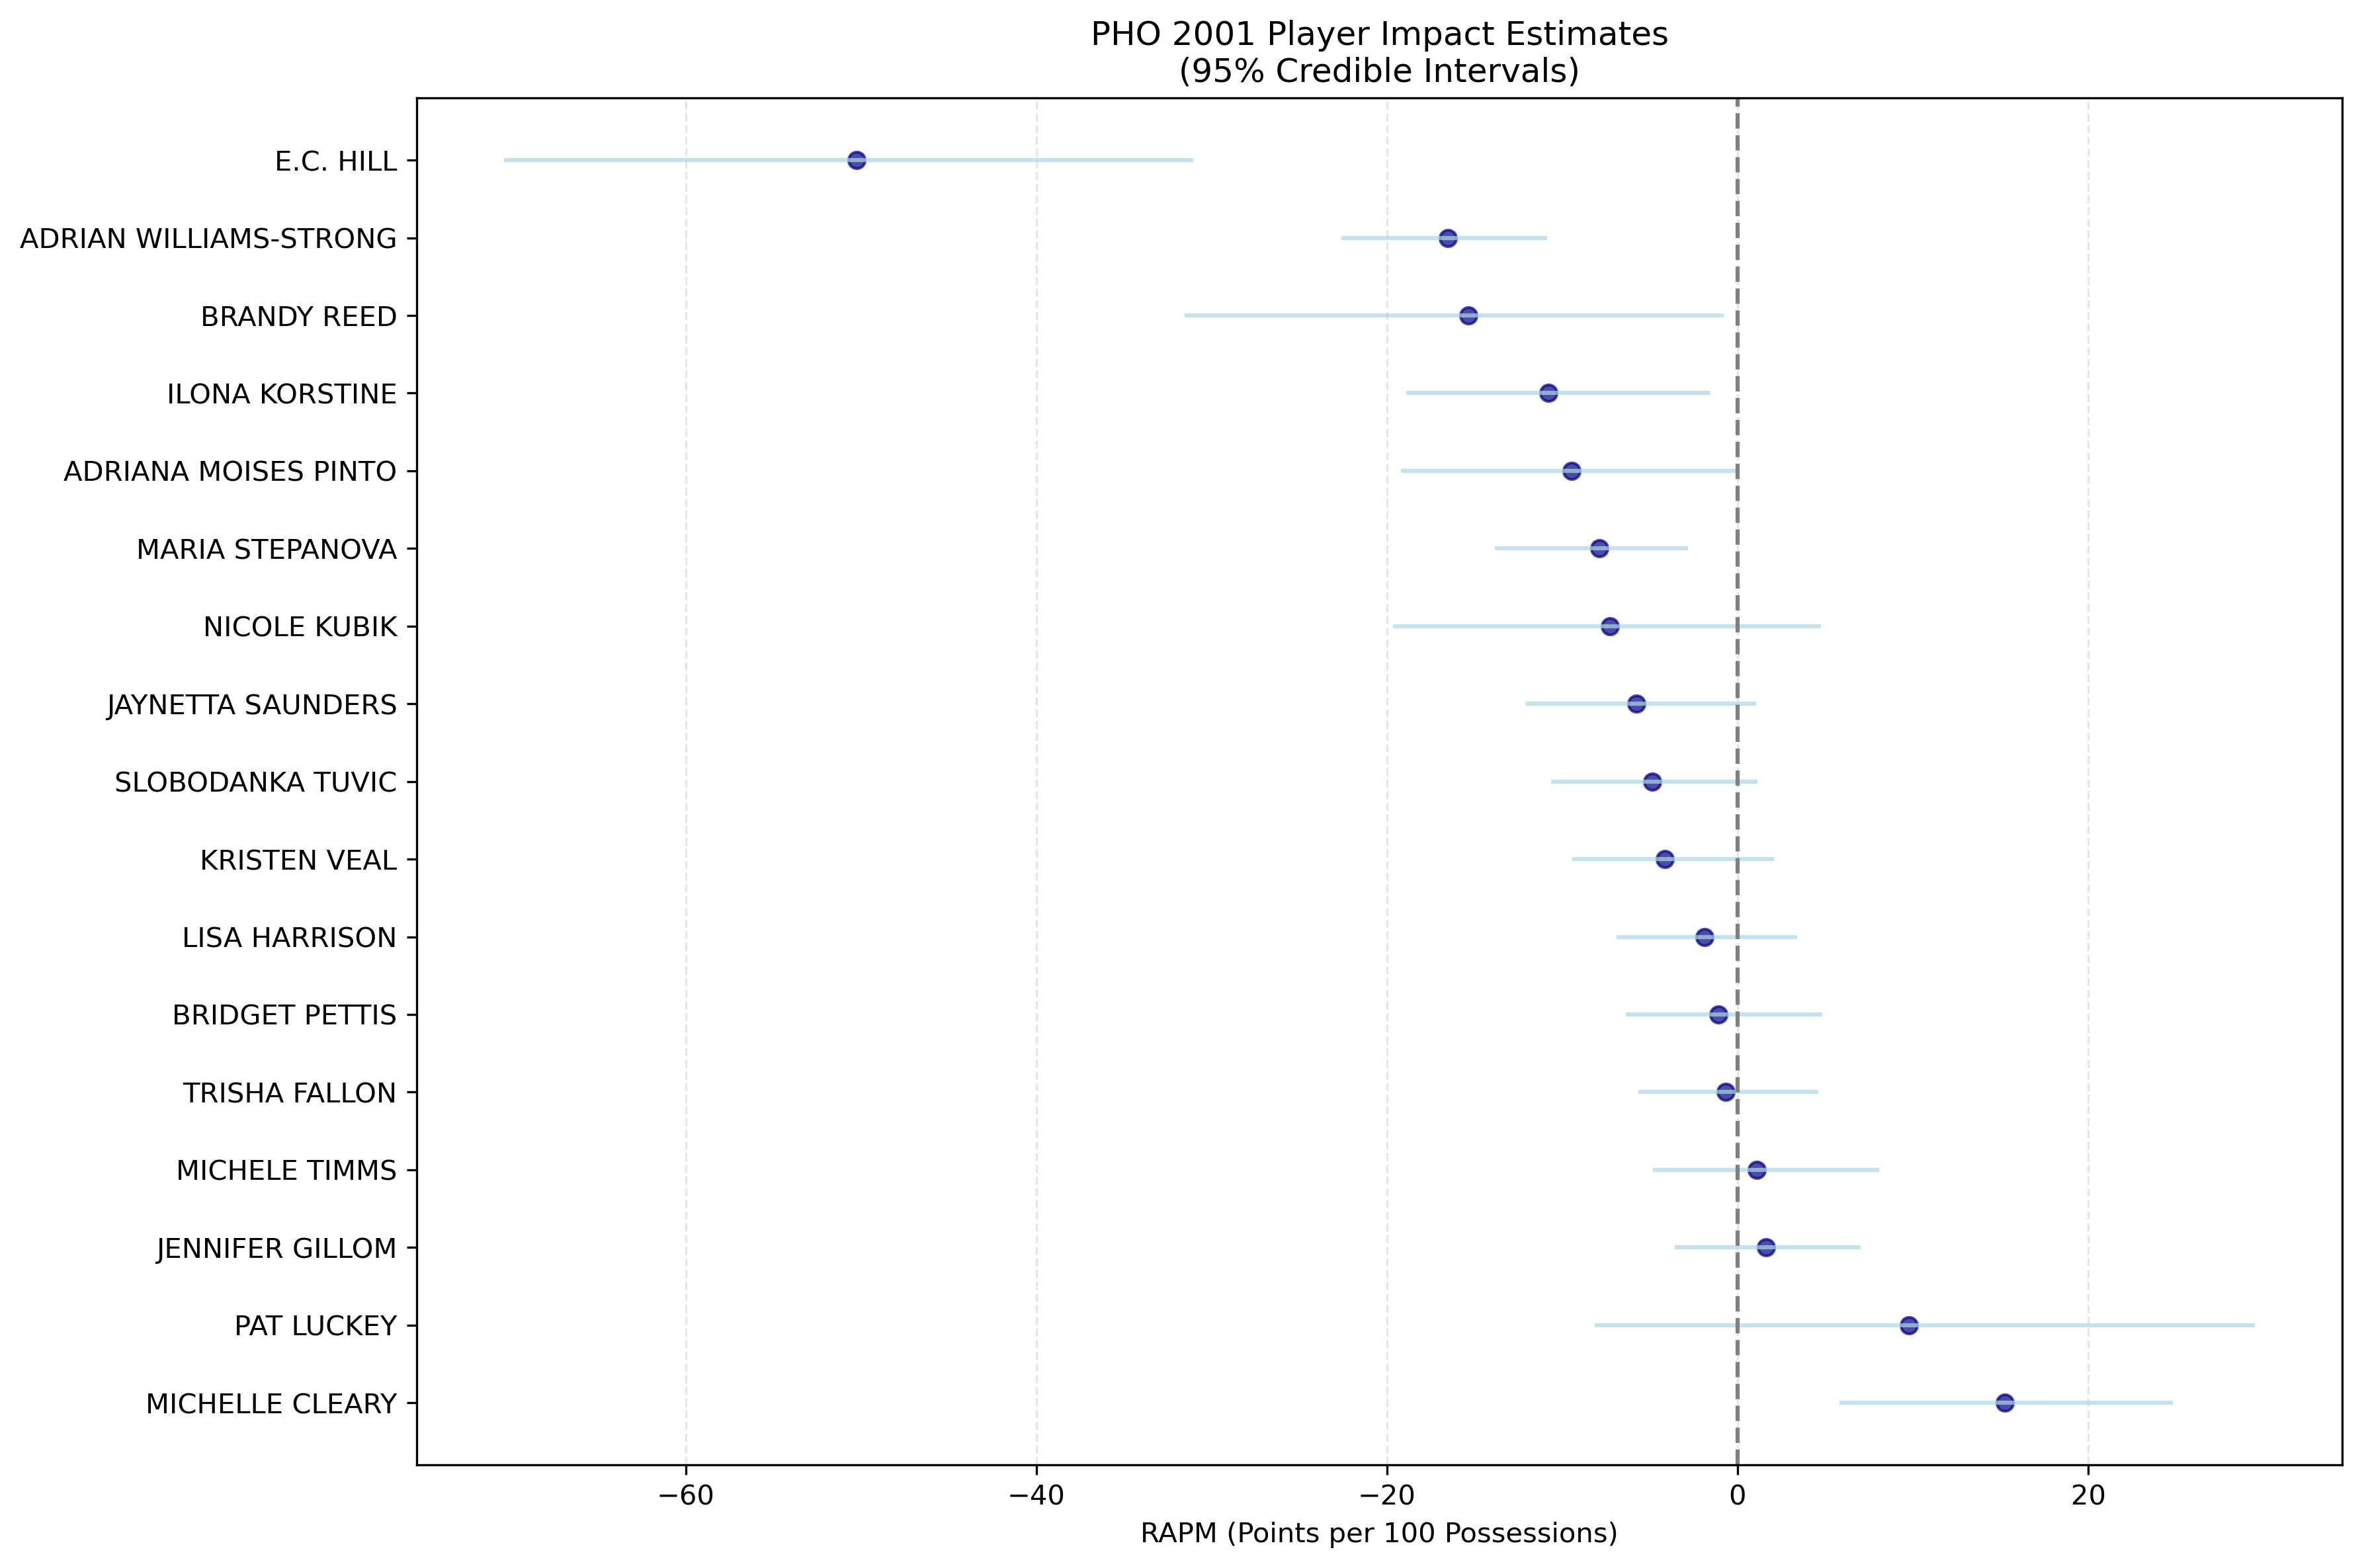 PHO 2001 Player Impact Estimates
(95% Credible Intervals)
E.C. HILL
ADRIAN WILLIAMS-STRONG
BRANDY REED
ILONA KORSTINE
ADRIANA MOISES PINTO
MARIA STEPANOVA
NICOLE KUBIK
JAYNETTA SAUNDERS
SLOBODANKA TUVIC
KRISTEN VEAL
LISA HARRISON
BRIDGET PETTIS
TRISHA FALLON
MICHELE TIMMS
JENNIFER GILLOM
PAT LUCKEY
MICHELLE CLEARY
−60 −40 −20 0 20
RAPM (Points per 100 Possessions)